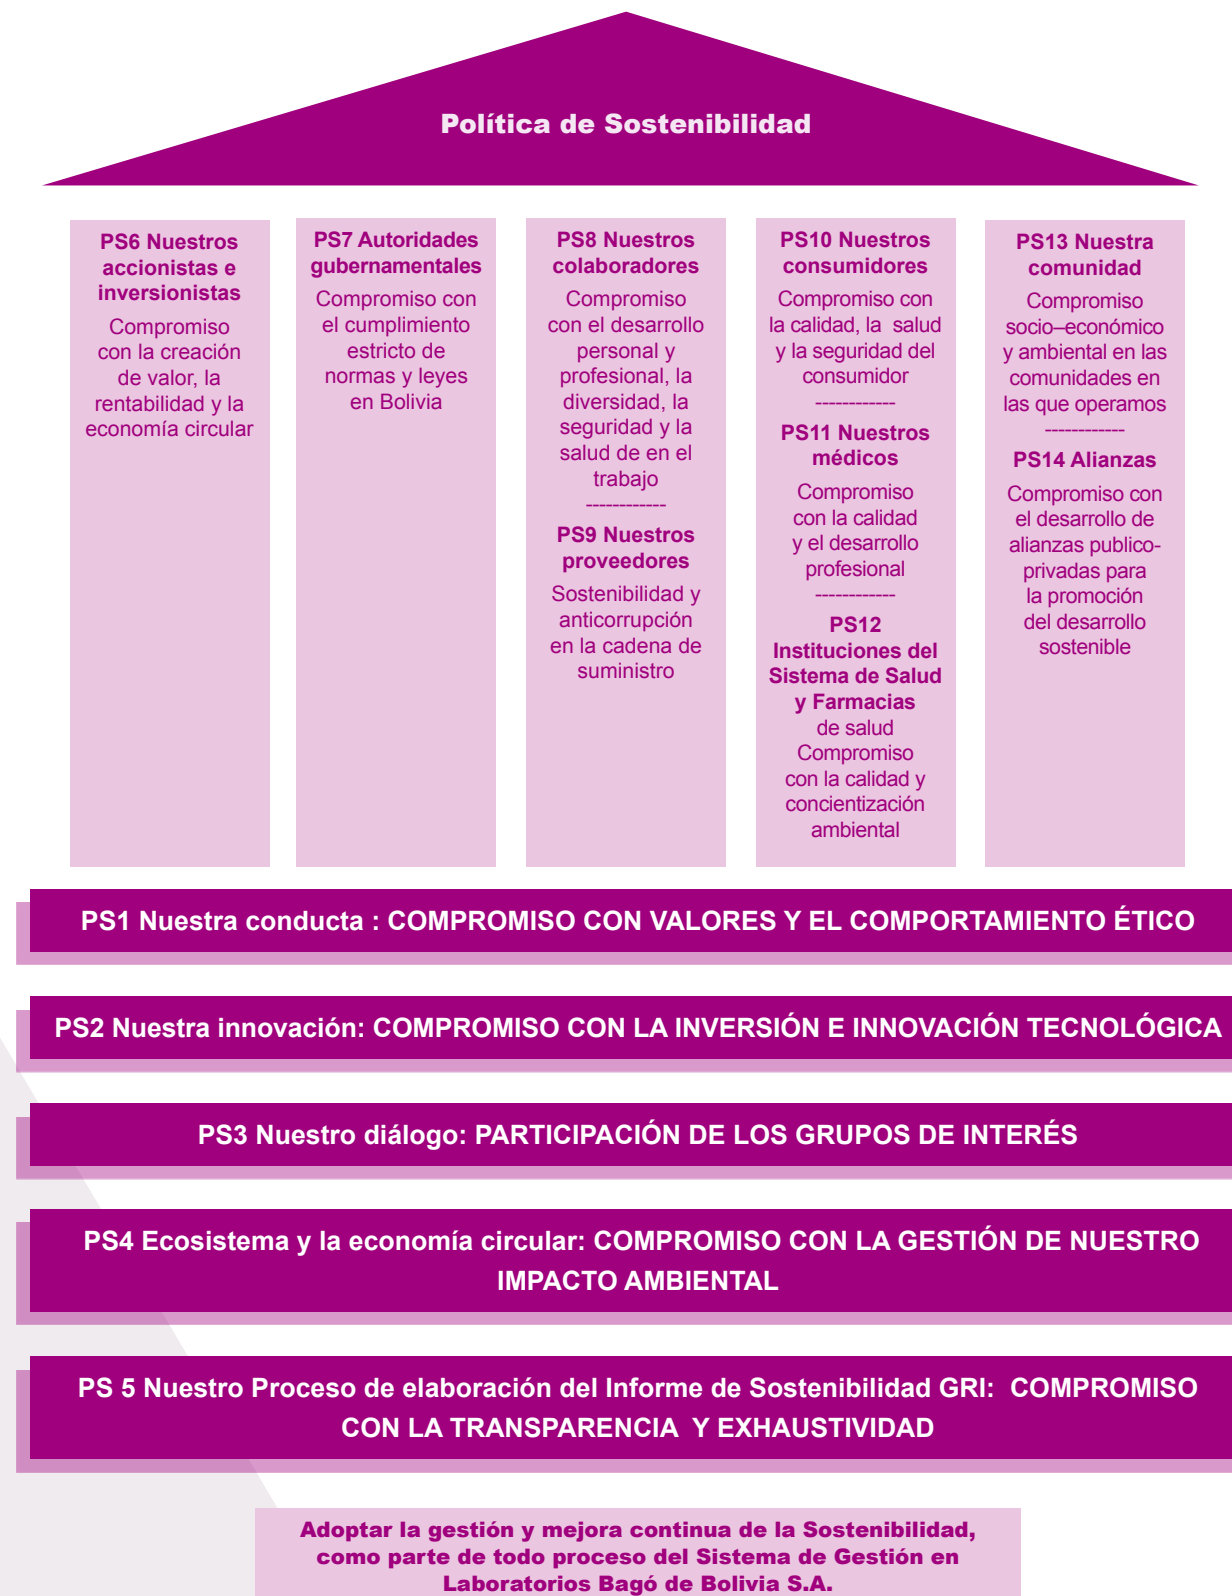 Política de Sostenibilidad
PS6 Nuestros
accionistas e
inversionistas
Compromiso
con la creación
de valor, la
rentabilidad y la
economía circular
PS7 Autoridades
gubernamentales
Compromiso con
el cumplimiento
estricto de
normas y leyes
en Bolivia
PS8 Nuestros
colaboradores
Compromiso
con el desarrollo
personal y
profesional, la
diversidad, la
seguridad y la
salud de en el
trabajo
------------
PS9 Nuestros
proveedores
Sostenibilidad y
anticorrupción
en la cadena de
suministro
PS10 Nuestros
consumidores
Compromiso con
la calidad, la  salud
y la seguridad del
consumidor
------------
PS11 Nuestros
médicos
Compromiso
con la calidad
y el desarrollo
profesional
------------
PS12
Instituciones del
Sistema de Salud
y Farmacias
de salud
Compromiso
con la calidad y
concientización
ambiental
PS13 Nuestra
comunidad
Compromiso
socio–económico
y ambiental en las
comunidades en
las que operamos
------------
PS14 Alianzas
Compromiso con
el desarrollo de
alianzas publico-
privadas para
la promoción
del desarrollo
sostenible
PS1 Nuestra conducta : COMPROMISO CON VALORES Y EL COMPORTAMIENTO ÉTICO
PS2 Nuestra innovación: COMPROMISO CON LA INVERSIÓN E INNOVACIÓN TECNOLÓGICA
PS3 Nuestro diálogo: PARTICIPACIÓN DE LOS GRUPOS DE INTERÉS
PS4 Ecosistema y la economía circular: COMPROMISO CON LA GESTIÓN DE NUESTRO
IMPACTO AMBIENTAL
PS 5 Nuestro Proceso de elaboración del Informe de Sostenibilidad GRI:  COMPROMISO
CON LA TRANSPARENCIA  Y EXHAUSTIVIDAD
Adoptar la gestión y mejora continua de la Sostenibilidad,
como parte de todo proceso del Sistema de Gestión en
Laboratorios Bagó de Bolivia S.A.